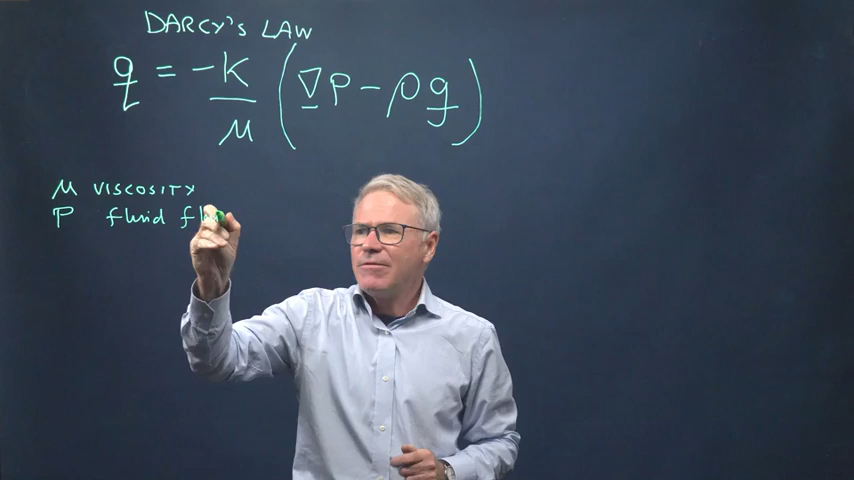 DARCY'S LAW
q = -K/μ (∇P - ρg)
μ VISCOSITY
P fluid